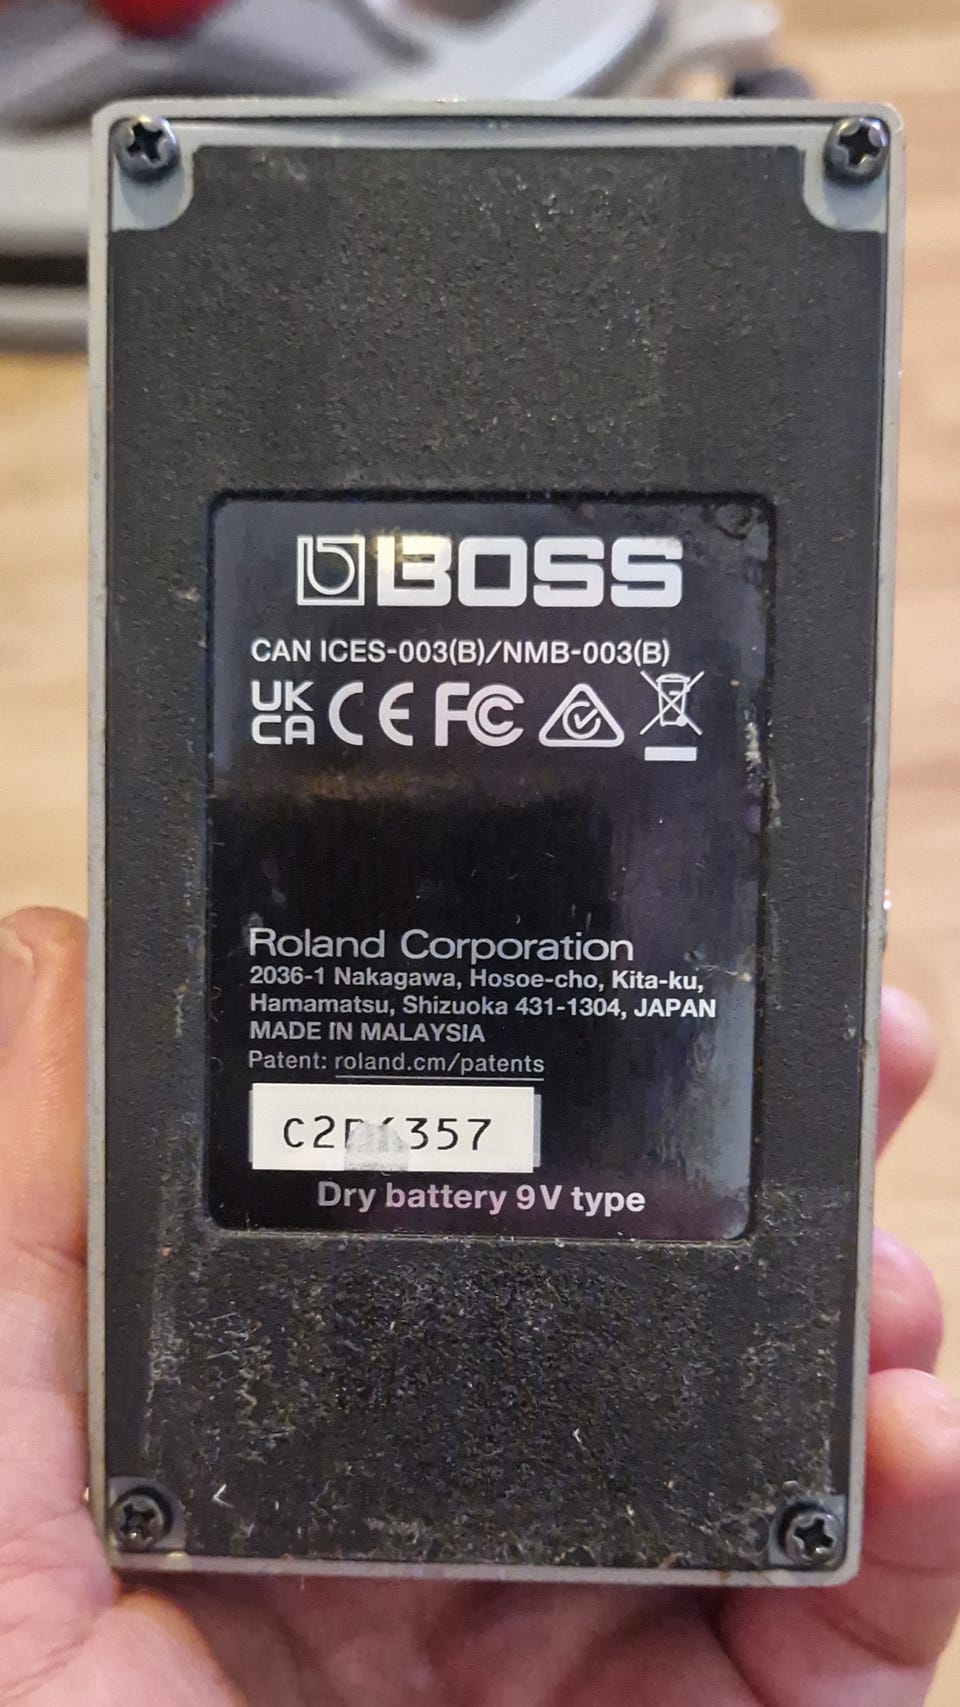 BOSS
CAN ICES-003(B)/NMB-003(B)
UK CA CE FC
Roland Corporation
2036-1 Nakagawa, Hosoe-cho, Kita-ku,
Hamamatsu, Shizuoka 431-1304, JAPAN
MADE IN MALAYSIA
Patent: roland.cm/patents
Dry battery 9V type